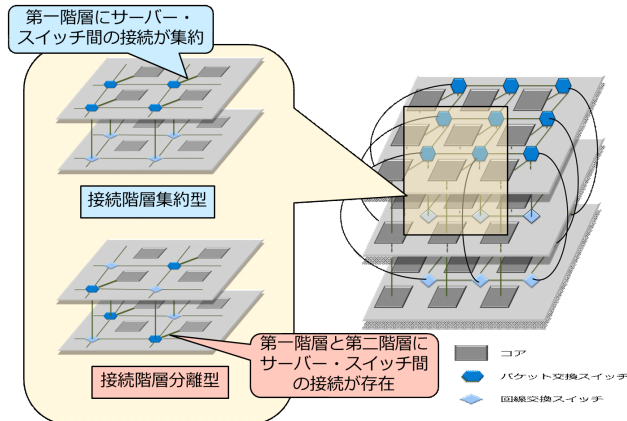 第一階層にサーバー・
スイッチ間の接続が集約
接続階層集約型
接続階層分離型
第一階層と第二階層に
サーバー・スイッチ間
の接続が存在
コア
パケット交換スイッチ
回線交換スイッチ